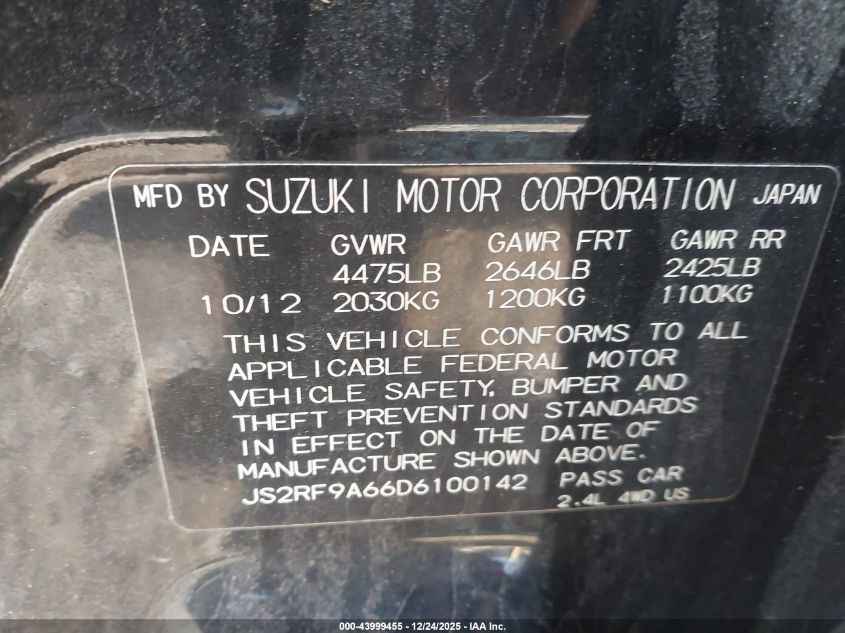 MFD BY SUZUKI MOTOR CORPORATION JAPAN
DATE GVWR GAWR FRT GAWR RR
4475LB 2646LB 2425LB
10/12 2030KG 1200KG 1100KG
THIS VEHICLE CONFORMS TO ALL
APPLICABLE FEDERAL MOTOR
VEHICLE SAFETY, BUMPER AND
THEFT PREVENTION STANDARDS
IN EFFECT ON THE DATE OF
MANUFACTURE SHOWN ABOVE.
JS2RF9A66D6100142 PASS CAR
2.4L 4WD US
000-43999455 - 12/24/2025 - IAA Inc.